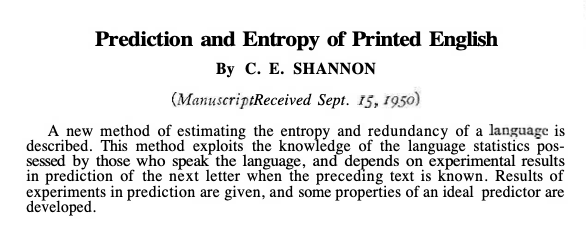 Prediction and Entropy of Printed English
By C. E. SHANNON
(ManuscriptReceived Sept. 15, 1950)
A new method of estimating the entropy and redundancy of a language is
described. This method exploits the knowledge of the language statistics pos-
sessed by those who speak the language, and depends on experimental results
in prediction of the next letter when the preceding text is known. Results of
experiments in prediction are given, and some properties of an ideal predictor are
developed.